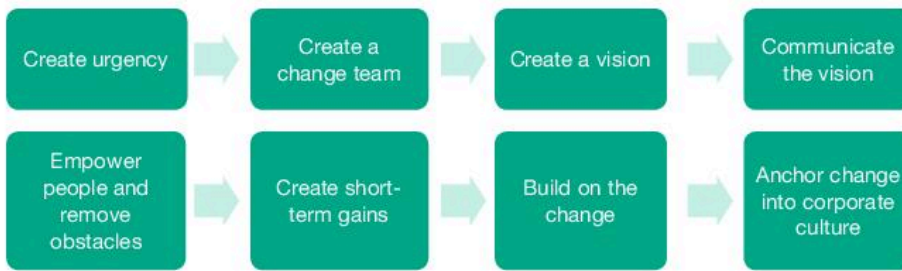 Create urgency
Create a
change team
Create a vision
Communicate
the vision
Empower
people and
remove
obstacles
Create short-
term gains
Build on the
change
Anchor change
into corporate
culture